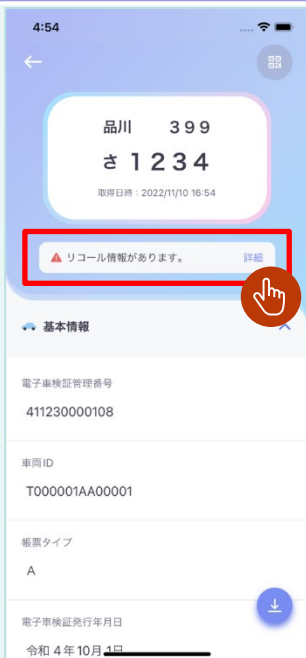 4:54
品川 399
さ 1234
取得日時：2022/11/10 16:54
リコール情報があります。 詳細
基本情報
電子車検証管理番号
411230000108
車両ID
T000001AA00001
帳票タイプ
A
電子車検証発行年月日
令和 4年10月 1日